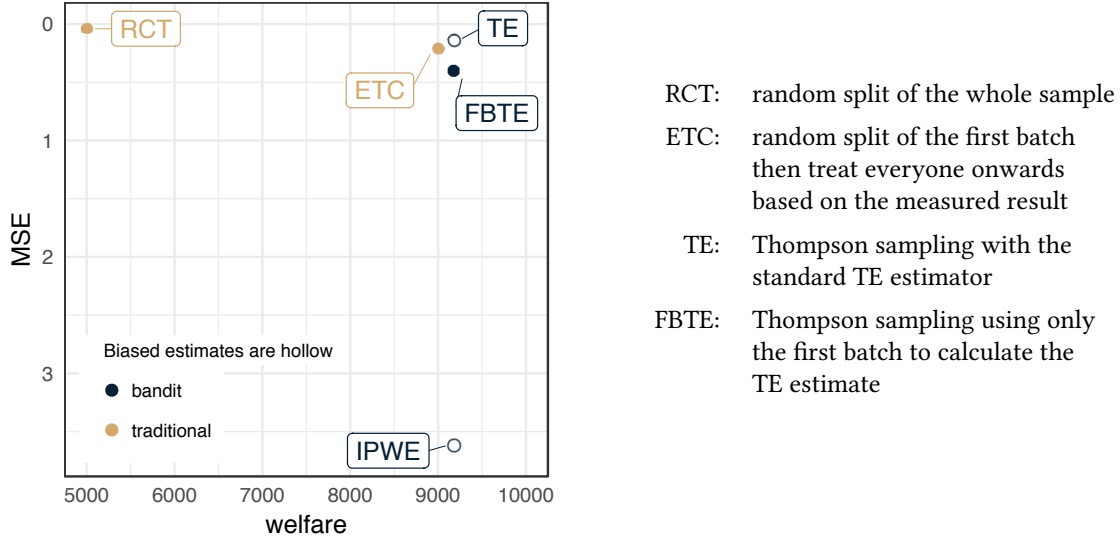 0
1
2
3
MSE
RCT
TE
ETC
FBTE
Biased estimates are hollow
bandit
traditional
IPWE
5000 6000 7000 8000 9000 10000
welfare
RCT: random split of the whole sample
ETC: random split of the first batch
then treat everyone onwards
based on the measured result
TE: Thompson sampling with the
standard TE estimator
FBTE: Thompson sampling using only
the first batch to calculate the
TE estimate